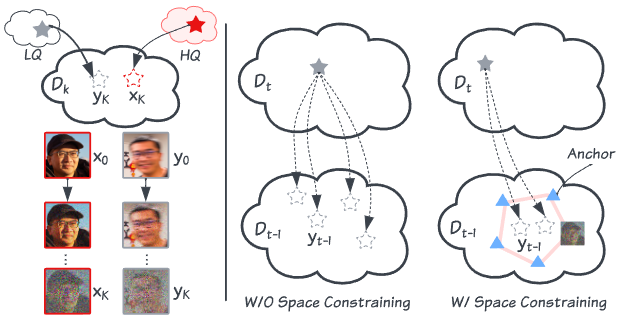 LQ
HQ
D_k
y_K
x_K
x_0
y_0
x_K
y_K
D_t
D_{t-1}
y_{t-1}
W/O Space Constraining
D_t
Anchor
D_{t-1}
y_{t-1}
W/ Space Constraining